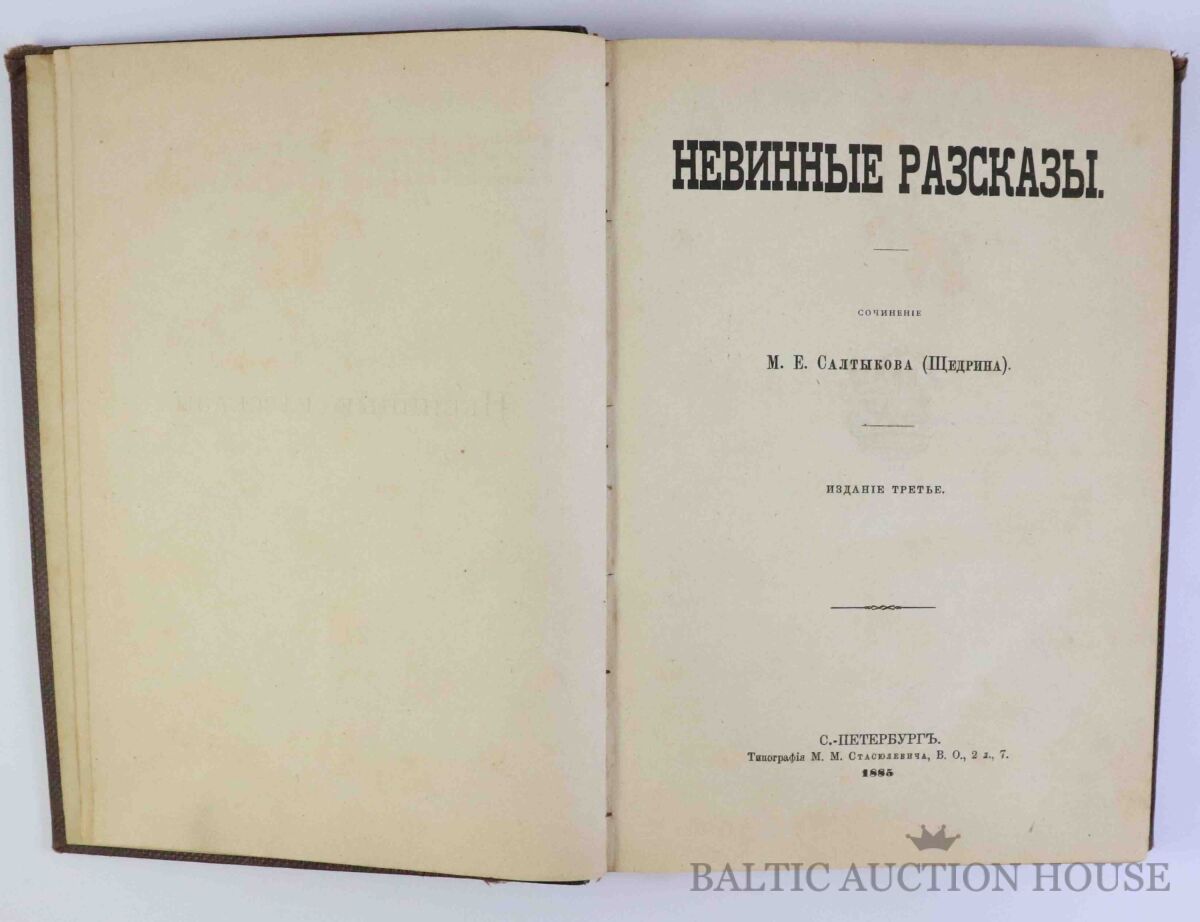 НЕВИННЫЕ РАЗСКАЗЫ.
СОЧИНЕНІЕ
М. Е. САЛТЫКОВА (ЩЕДРИНА).
ИЗДАНІЕ ТРЕТЬЕ.
С.-ПЕТЕРБУРГЪ.
Типографія М. М. СТАСЮЛЕВИЧА, В. О., 2 л., 7.
1885
BALTIC AUCTION HOUSE